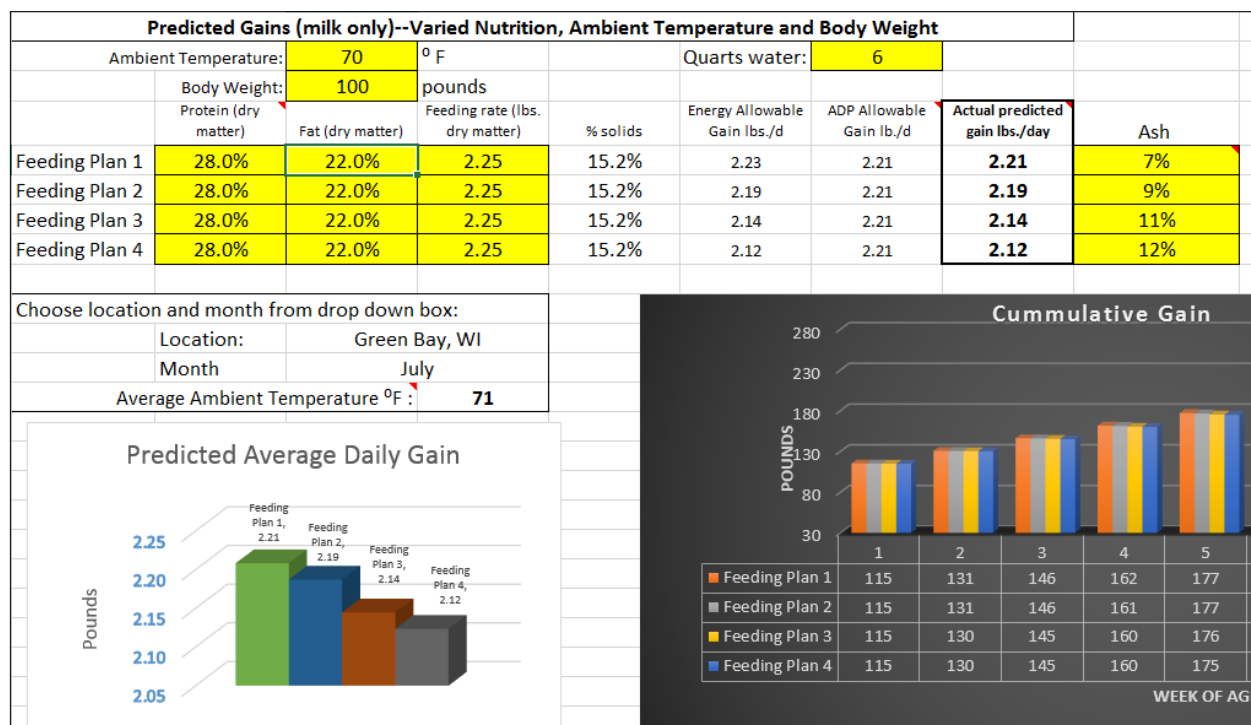 Predicted Gains (milk only)--Varied Nutrition, Ambient Temperature and Body Weight
Ambient Temperature: 70 ⁰ F Quarts water: 6
Body Weight: 100 pounds
Protein (dry matter) Fat (dry matter) Feeding rate (lbs. dry matter) % solids Energy Allowable Gain lbs./d ADP Allowable Gain lb./d Actual predicted gain lbs./day Ash
Feeding Plan 1 28.0% 22.0% 2.25 15.2% 2.23 2.21 2.21 7%
Feeding Plan 2 28.0% 22.0% 2.25 15.2% 2.19 2.21 2.19 9%
Feeding Plan 3 28.0% 22.0% 2.25 15.2% 2.14 2.21 2.14 11%
Feeding Plan 4 28.0% 22.0% 2.25 15.2% 2.12 2.21 2.12 12%
Choose location and month from drop down box:
Location: Green Bay, WI
Month July
Average Ambient Temperature ⁰F : 71
Predicted Average Daily Gain
Pounds
2.25
2.20
2.15
2.10
2.05
Feeding
Plan 1,
2.21
Feeding
Plan 2,
2.19
Feeding
Plan 3,
2.14
Feeding
Plan 4,
2.12
Cummulative Gain
POUNDS
280
230
180
130
80
30
1 2 3 4 5
Feeding Plan 1 115 131 146 162 177
Feeding Plan 2 115 131 146 161 177
Feeding Plan 3 115 130 145 160 176
Feeding Plan 4 115 130 145 160 175
WEEK OF AG